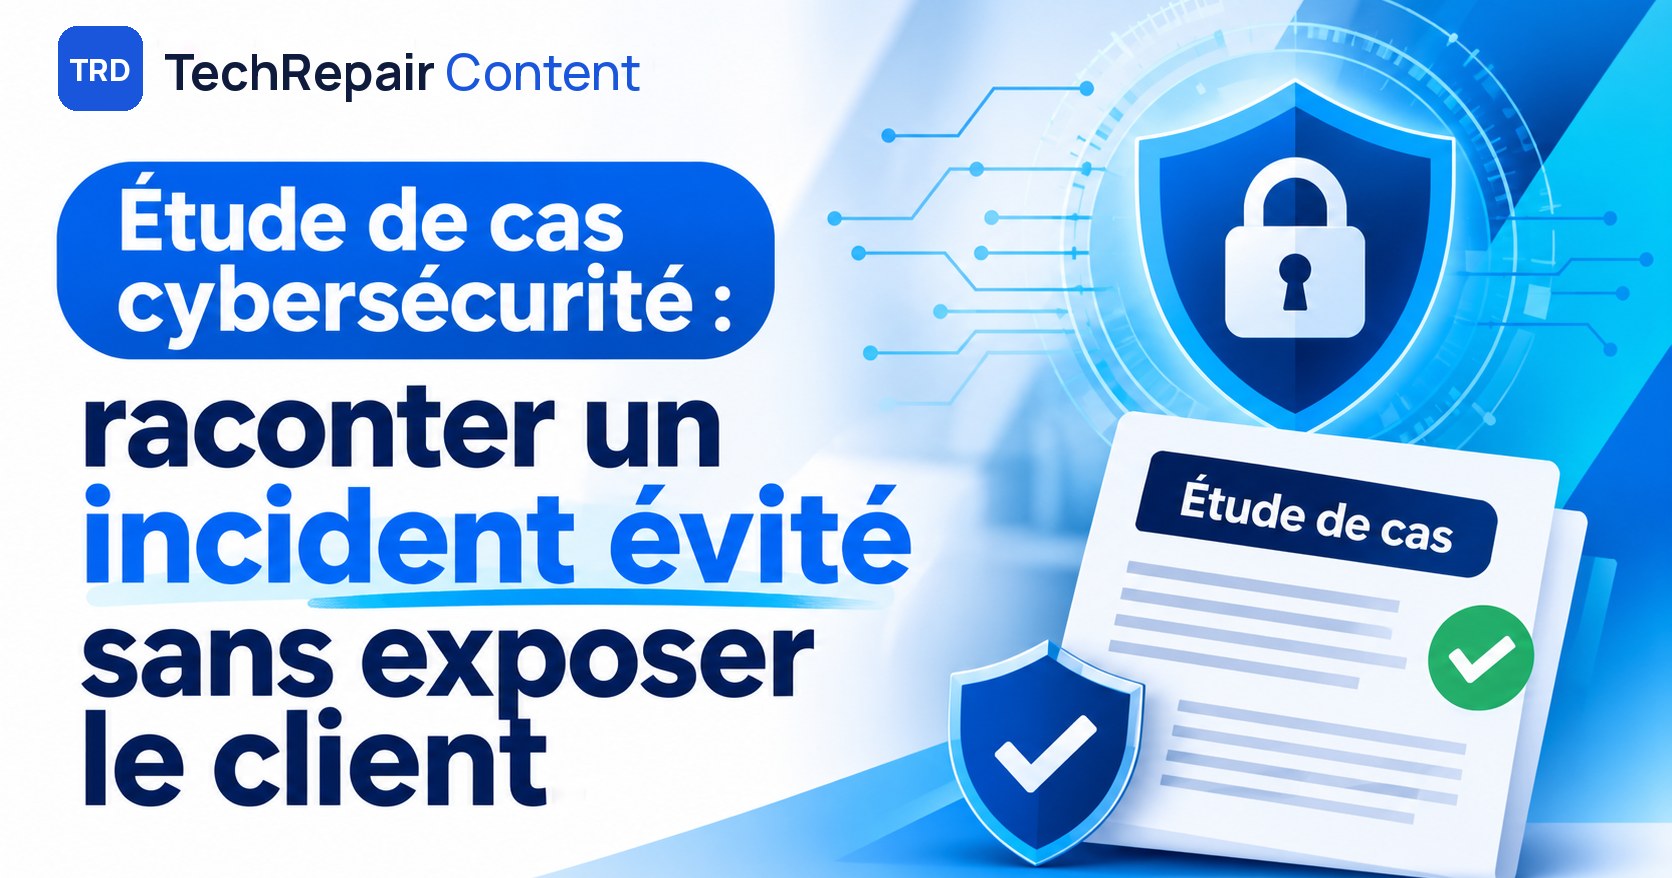 TRD
TechRepair Content
Étude de cas
cybersécurité :
raconter un
incident évité
sans exposer
le client
Étude de cas